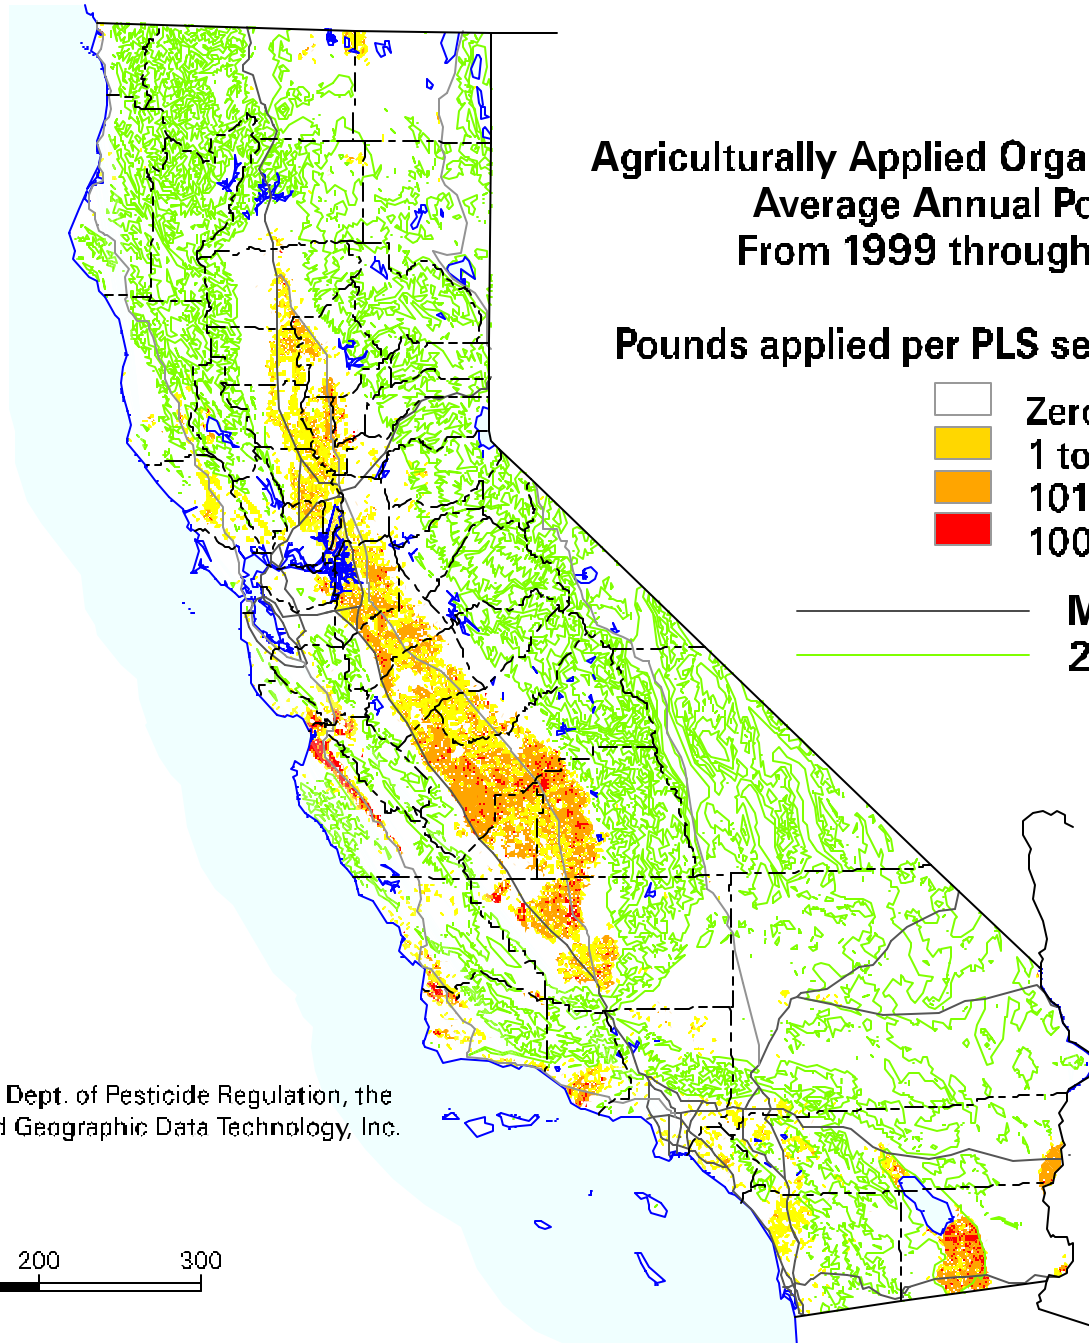 Agriculturally Applied Orga
Average Annual Po
From 1999 through
Pounds applied per PLS se
Zero
1 to
101
100
M
2
Dept. of Pesticide Regulation, the
d Geographic Data Technology, Inc.
200 300